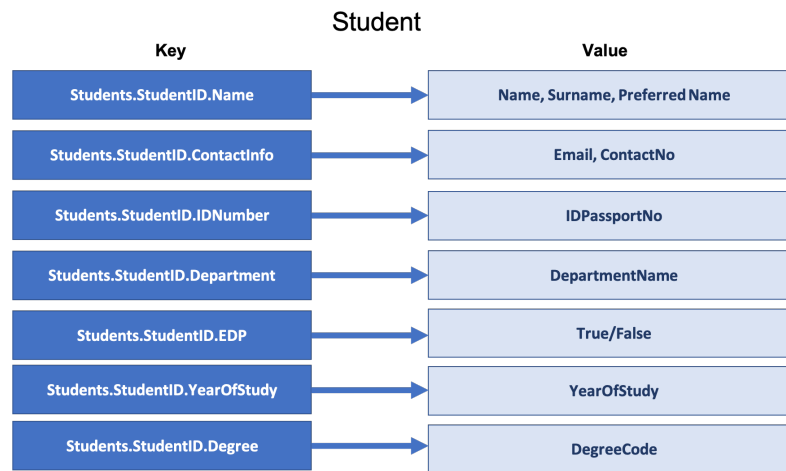 Student
Key
Value
Students.StudentID.Name
Name, Surname, Preferred Name
Students.StudentID.ContactInfo
Email, ContactNo
Students.StudentID.IDNumber
IDPassportNo
Students.StudentID.Department
DepartmentName
Students.StudentID.EDP
True/False
Students.StudentID.YearOfStudy
YearOfStudy
Students.StudentID.Degree
DegreeCode